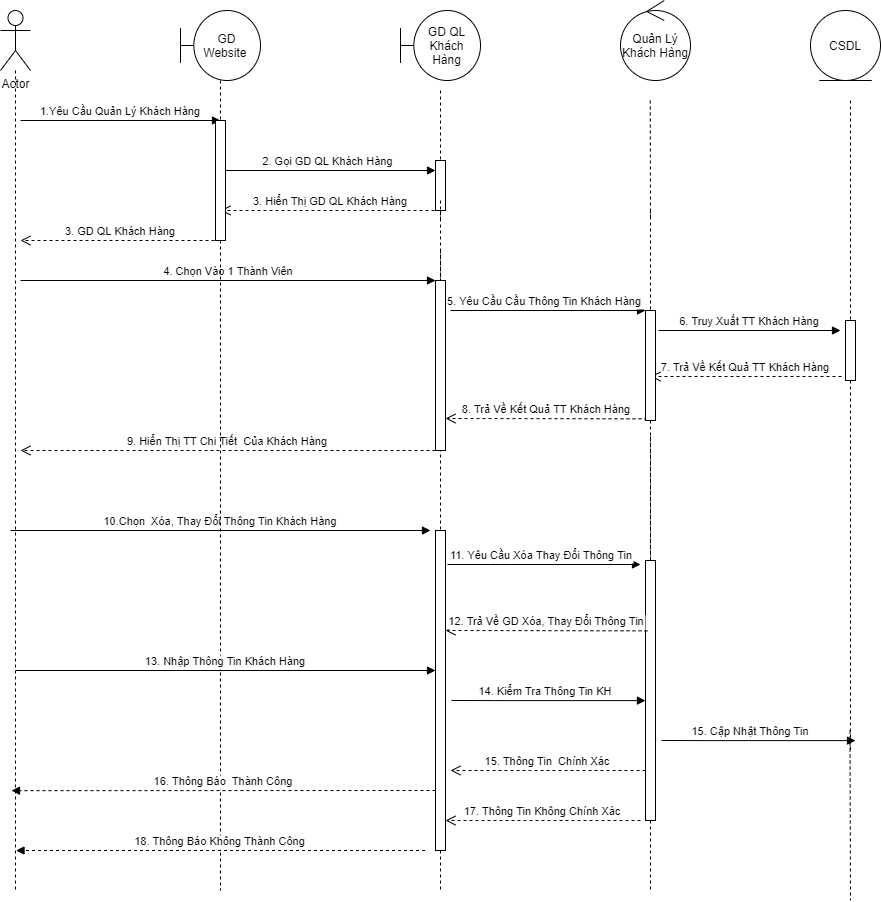 Actor
GD
Website
GD QL
Khách
Hàng
Quản Lý
Khách Hàng
CSDL
1.Yêu Cầu Quản Lý Khách Hàng
2. Gọi GD QL Khách Hàng
3. Hiển Thị GD QL Khách Hàng
3. GD QL Khách Hàng
4. Chọn Vào 1 Thành Viên
5. Yêu Cầu Cầu Thông Tin Khách Hàng
6. Truy Xuất TT Khách Hàng
7. Trả Về Kết Quả TT Khách Hàng
8. Trả Về Kết Quả TT Khách Hàng
9. Hiển Thị TT Chi Tiết Của Khách Hàng
10.Chọn Xóa, Thay Đổi Thông Tin Khách Hàng
11. Yêu Cầu Xóa Thay Đổi Thông Tin
12. Trả Về GD Xóa, Thay Đổi Thông Tin
13. Nhập Thông Tin Khách Hàng
14. Kiểm Tra Thông Tin KH
15. Cập Nhật Thông Tin
15. Thông Tin Chính Xác
16. Thông Báo Thành Công
17. Thông Tin Không Chính Xác
18. Thông Báo Không Thành Công